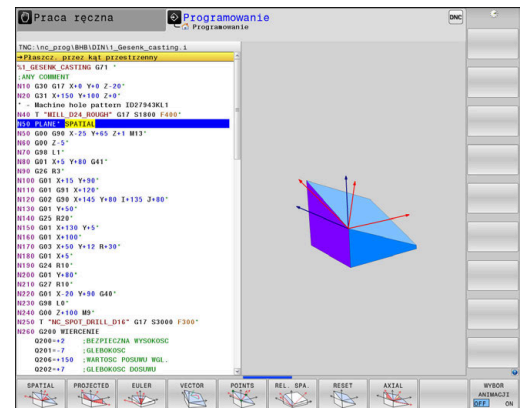 Praca ręczna
Programowanie
Programowanie
DNC
TNC:\nc_prog\BHB\DIN\1_Gesenk_casting.i
→Płaszcz. przez kąt przestrzenny
%1_GESENK_CASTING G71 *
;ANY COMMENT
N10 G30 G17 X+0 Y+0 Z-20*
N20 G31 X+150 Y+100 Z+0*
* - Machine hole pattern ID27943KL1
N40 T "MILL_D24_ROUGH" G17 S1800 F400*
N50 PLANE* SPATIAL
N50 G00 G90 X-25 Y+65 Z+1 M13*
N60 G00 Z-5*
N70 G98 L1*
N80 G01 X+5 Y+80 G41*
N90 G26 R3*
N100 G01 X+15 Y+90*
N110 G01 G91 X+120*
N120 G02 G90 X+145 Y+80 I+135 J+80*
N130 G01 Y+50*
N140 G25 R20*
N150 G01 X+130 Y+5*
N160 G01 X+100*
N170 G03 X+50 Y+12 R+30*
N180 G01 X+5*
N190 G24 R10*
N200 G01 Y+80*
N210 G27 R10*
N220 G01 X-20 Y+90 G40*
N230 G98 L0*
N240 G00 Z+100 M9*
N250 T "NC_SPOT_DRILL_D16" G17 S3000 F300*
N260 G200 WIERCENIE
Q200=+2 ;BEZPIECZNA WYSOKOSC
Q201=-7 ;GLEBOKOSC
Q206=+150 ;WARTOSC POSUWU WGL.
Q202=+7 ;GLEBOKOSC DOSUWU
SPATIAL
PROJECTED
EULER
VECTOR
POINTS
REL. SPA.
RESET
AXIAL
WYBOR
ANIMACJI
OFF ON